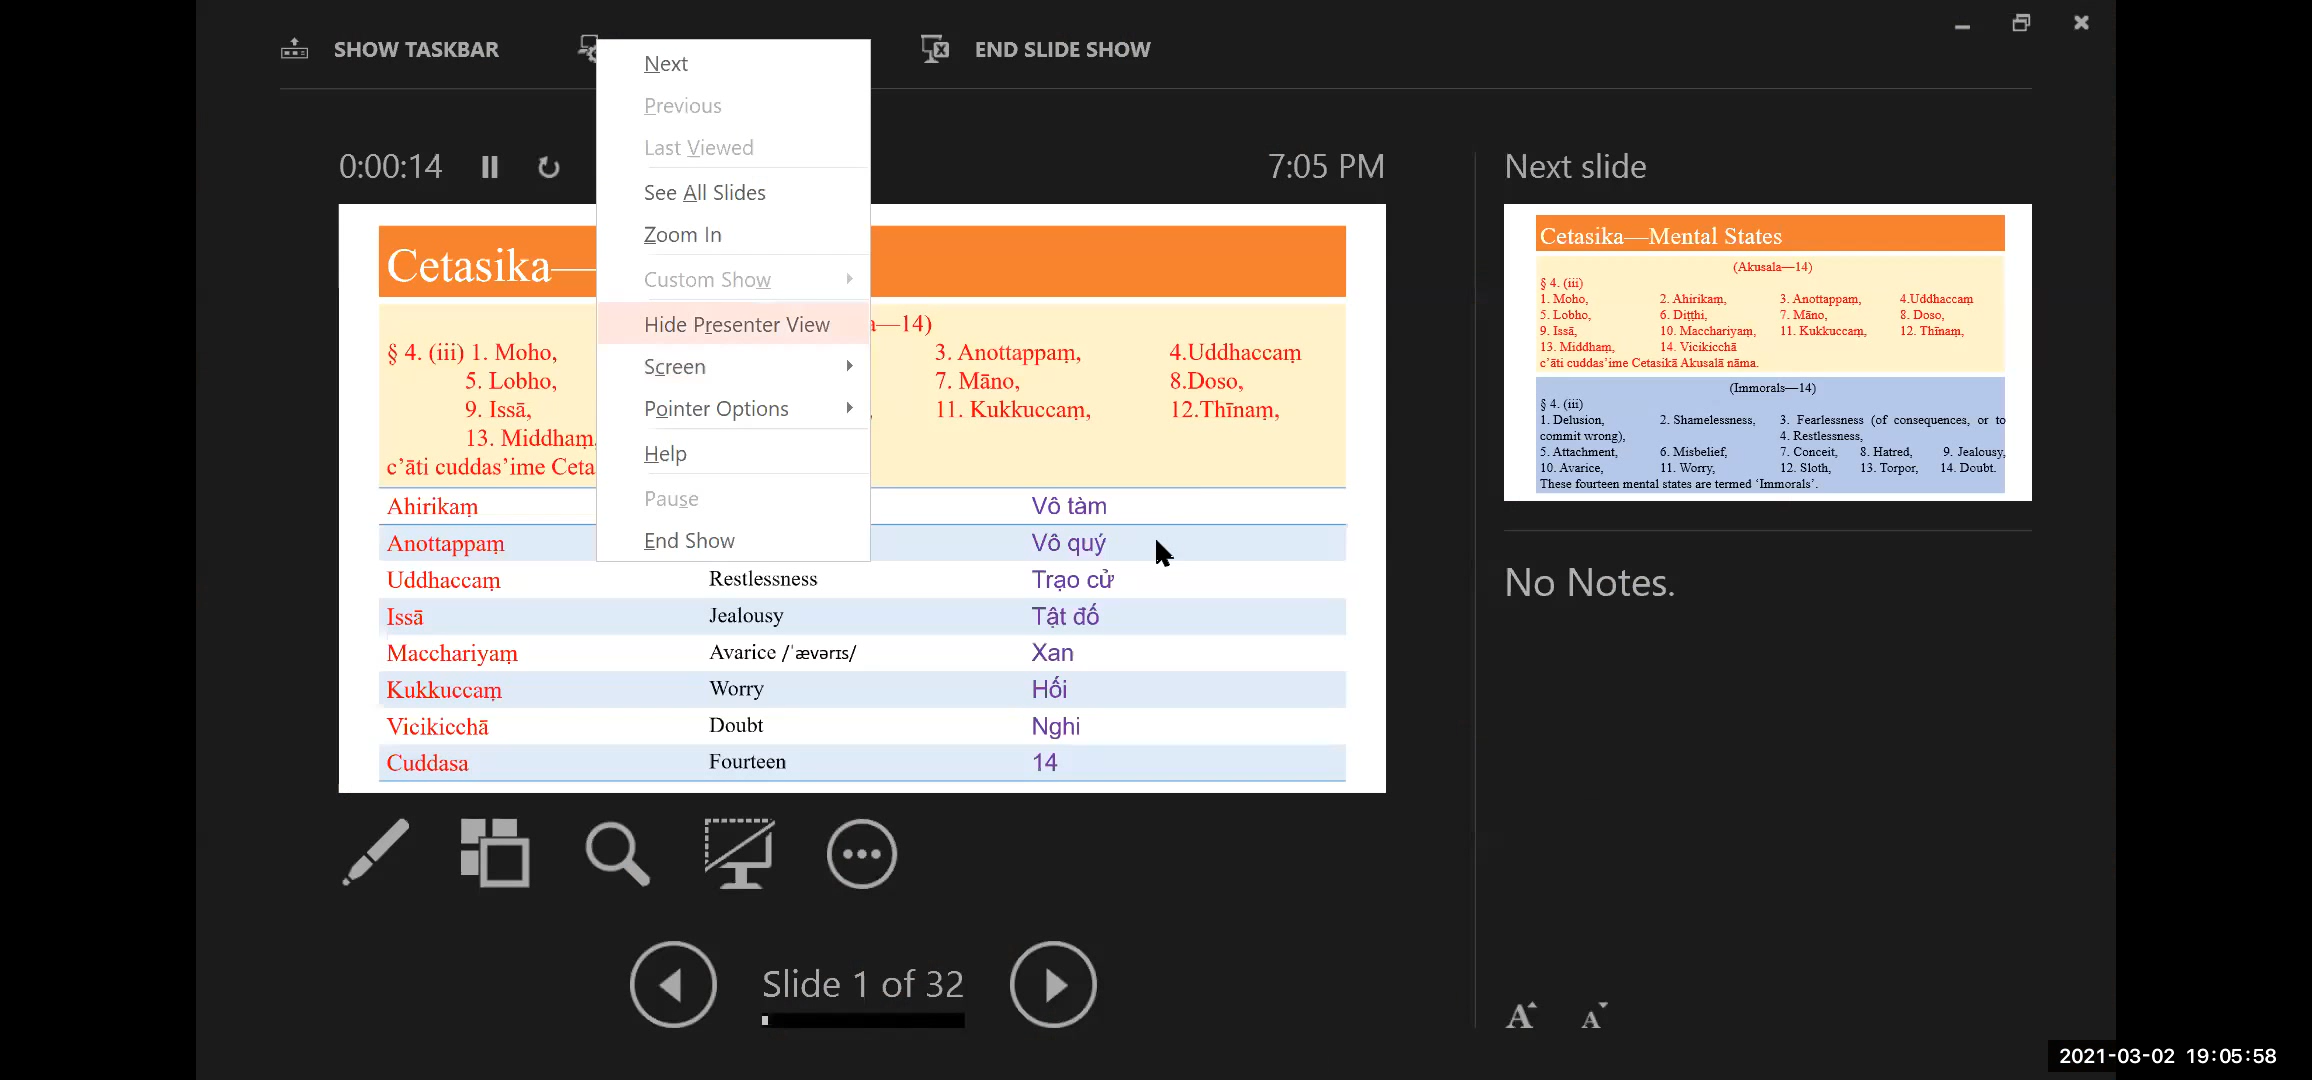 SHOW TASKBAR
END SLIDE SHOW
Next
Previous
Last Viewed
See All Slides
Zoom In
Custom Show
Hide Presenter View
Screen
Pointer Options
Help
Pause
End Show
0:00:14
7:05 PM
Cetasika—
—14)
§ 4. (iii) 1. Moho, 3. Anottappaṃ, 4.Uddhaccaṃ
5. Lobho, 7. Māno, 8.Doso,
9. Issā, 11. Kukkuccaṃ, 12.Thīnaṃ,
13. Middhaṃ,
c’āti cuddas’ime Ceta
Ahirikaṃ Vô tàm
Anottappaṃ Vô quý
Uddhaccaṃ Restlessness Trạo cử
Issā Jealousy Tật đố
Macchariyaṃ Avarice /ˈævərɪs/ Xan
Kukkuccaṃ Worry Hối
Vicikicchā Doubt Nghi
Cuddasa Fourteen 14
Slide 1 of 32
Next slide
Cetasika—Mental States
(Akusala—14)
§ 4. (iii)
1. Moho, 2. Ahirikaṃ, 3. Anottappaṃ, 4.Uddhaccaṃ
5. Lobho, 6. Diṭṭhi, 7. Māno, 8. Doso,
9. Issā, 10. Macchariyaṃ, 11. Kukkuccaṃ, 12. Thīnaṃ,
13. Middhaṃ, 14. Vicikicchā
c’āti cuddas’ime Cetasikā Akusalā nāma.
(Immorals—14)
§ 4. (iii)
1. Delusion, 2. Shamelessness, 3. Fearlessness (of consequences, or to
commit wrong), 4. Restlessness,
5. Attachment, 6. Misbelief, 7. Conceit, 8. Hatred, 9. Jealousy,
10. Avarice, 11. Worry, 12. Sloth, 13. Torpor, 14. Doubt.
These fourteen mental states are termed ‘Immorals’.
No Notes.
A A
2021-03-02 19:05:58